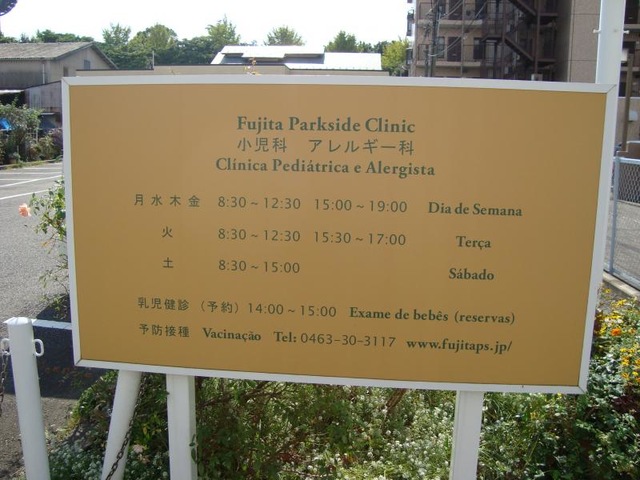 Fujita Parkside Clinic
小児科 アレルギー科
Clínica Pediátrica e Alergista
月 水 木 金 8:30~12:30 15:00~19:00 Dia de Semana
火 8:30~12:30 15:30~17:00 Terça
土 8:30~15:00 Sábado
乳児健診 (予約) 14:00~15:00 Exame de bebês (reservas)
予防接種 Vacinação Tel: 0463-30-3117 www.fujitaps.jp/